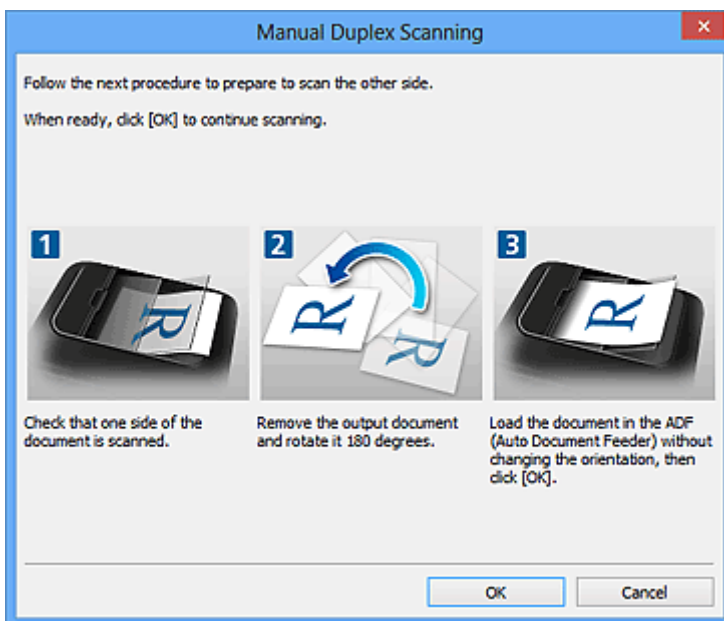 Manual Duplex Scanning
Follow the next procedure to prepare to scan the other side.
When ready, click [OK] to continue scanning.
1
R
2
R
R
3
R
Check that one side of the
document is scanned.
Remove the output document
and rotate it 180 degrees.
Load the document in the ADF
(Auto Document Feeder) without
changing the orientation, then
click [OK].
OK
Cancel